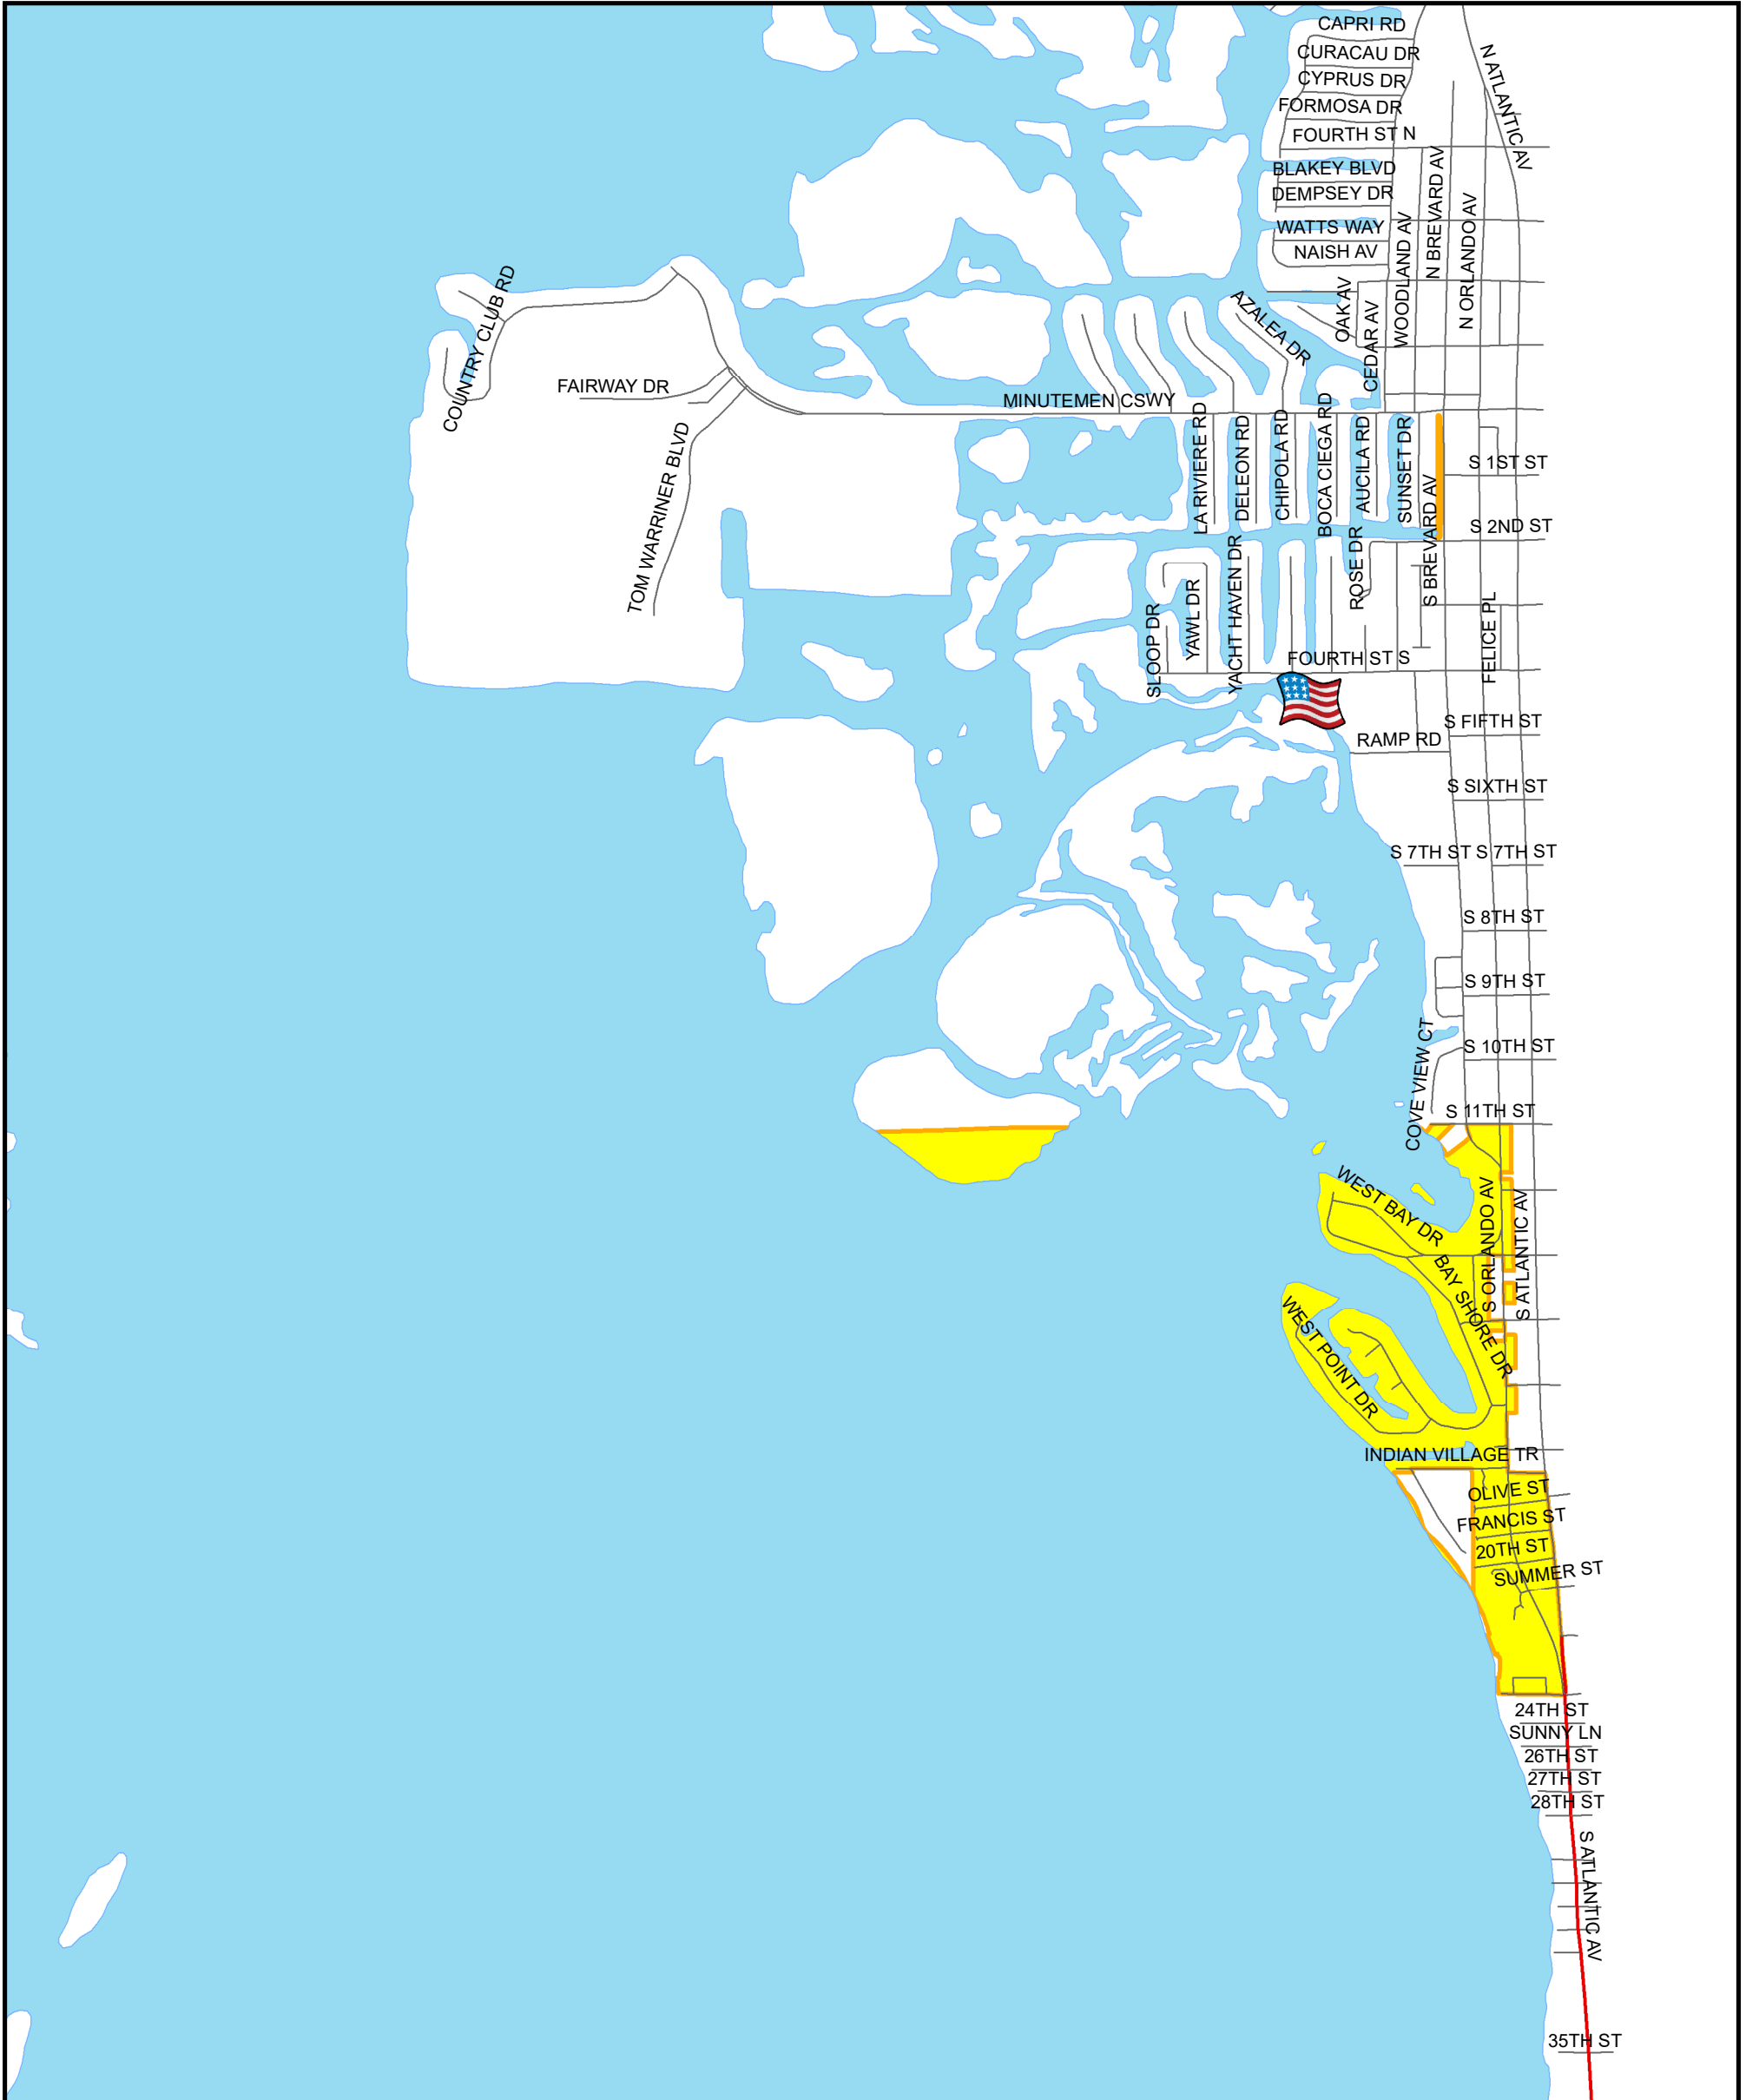 CAPRI RD
CURACAU DR
CYPRUS DR
FORMOSA DR
FOURTH ST N
N ATLANTIC AV
BLAKEY BLVD
DEMPSEY DR
WATTS WAY
NAISH AV
N BREVARD AV
N ORLANDO AV
WOODLAND AV
OAK AV
CEDAR AV
AZALEA DR
COUNTRY CLUB RD
FAIRWAY DR
MINUTEMEN CSWY
TOM WARRINER BLVD
LA RIVIERE RD
DELEON RD
CHIPOLA RD
BOCA CIEGA RD
AUCILA RD
SUNSET DR
S BREVARD AV
S 1ST ST
S 2ND ST
ROSE DR
SLOOP DR
YAWL DR
YACHT HAVEN DR
FOURTH ST S
FELICE PL
S FIFTH ST
RAMP RD
S SIXTH ST
S 7TH ST
S 7TH ST
S 8TH ST
S 9TH ST
COVE VIEW CT
S 10TH ST
S 11TH ST
WEST BAY DR
S ORLANDO AV
S ATLANTIC AV
BAY SHORE DR
WEST POINT DR
INDIAN VILLAGE TR
OLIVE ST
FRANCIS ST
20TH ST
SUMMER ST
24TH ST
SUNNY LN
26TH ST
27TH ST
28TH ST
S ATLANTIC AV
35TH ST